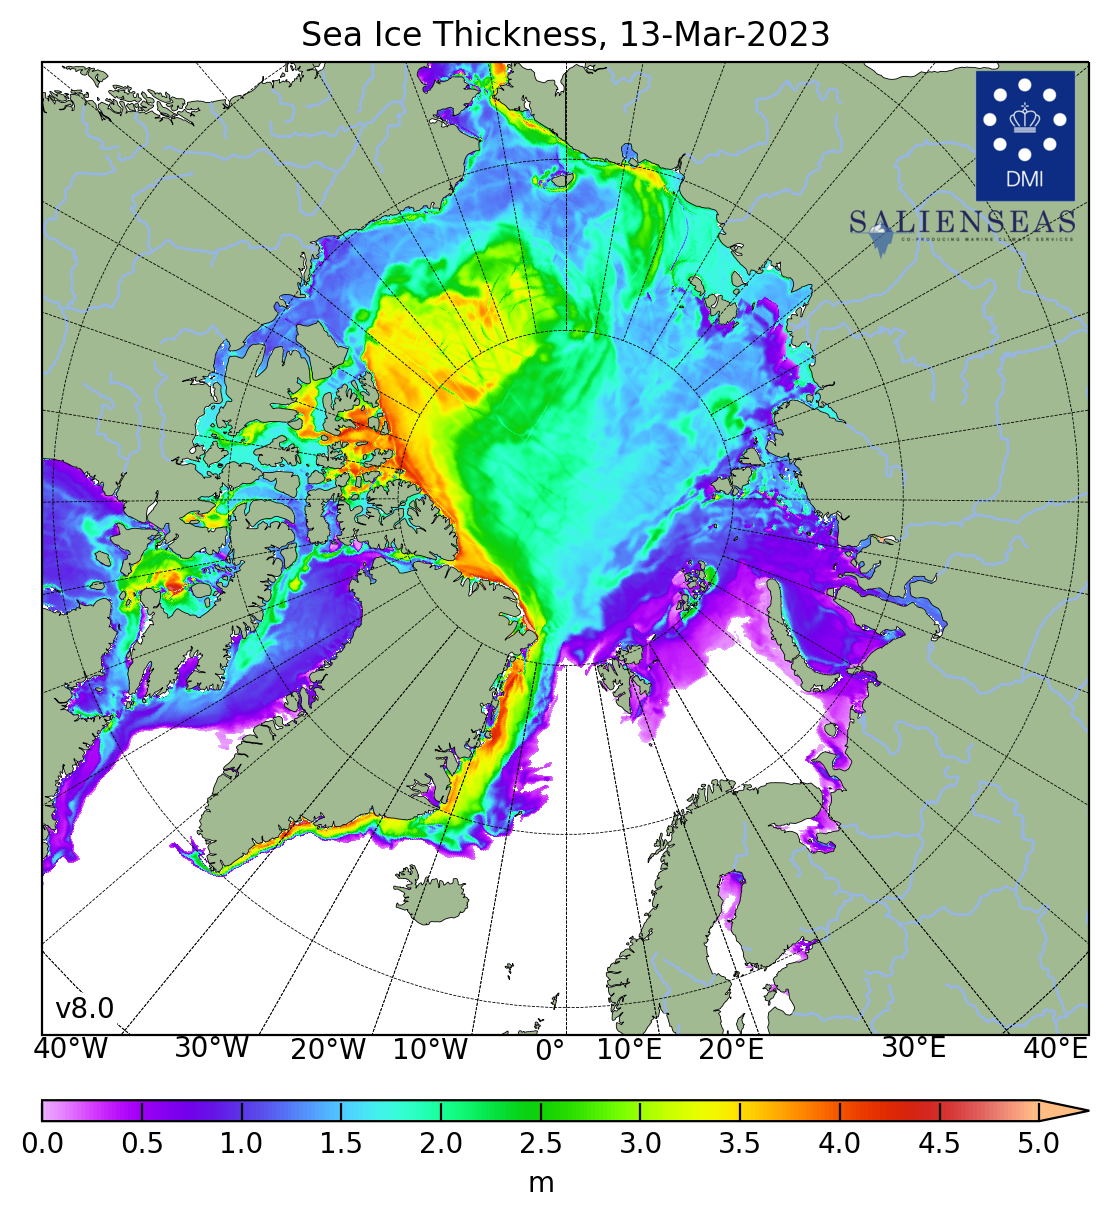 Sea Ice Thickness, 13-Mar-2023
DMI
SALIENSEAS
CO-PRODUCING MARINE CLIMATE SERVICES
v8.0
40°W 30°W 20°W 10°W 0° 10°E 20°E 30°E 40°E
0.0 0.5 1.0 1.5 2.0 2.5 3.0 3.5 4.0 4.5 5.0
m